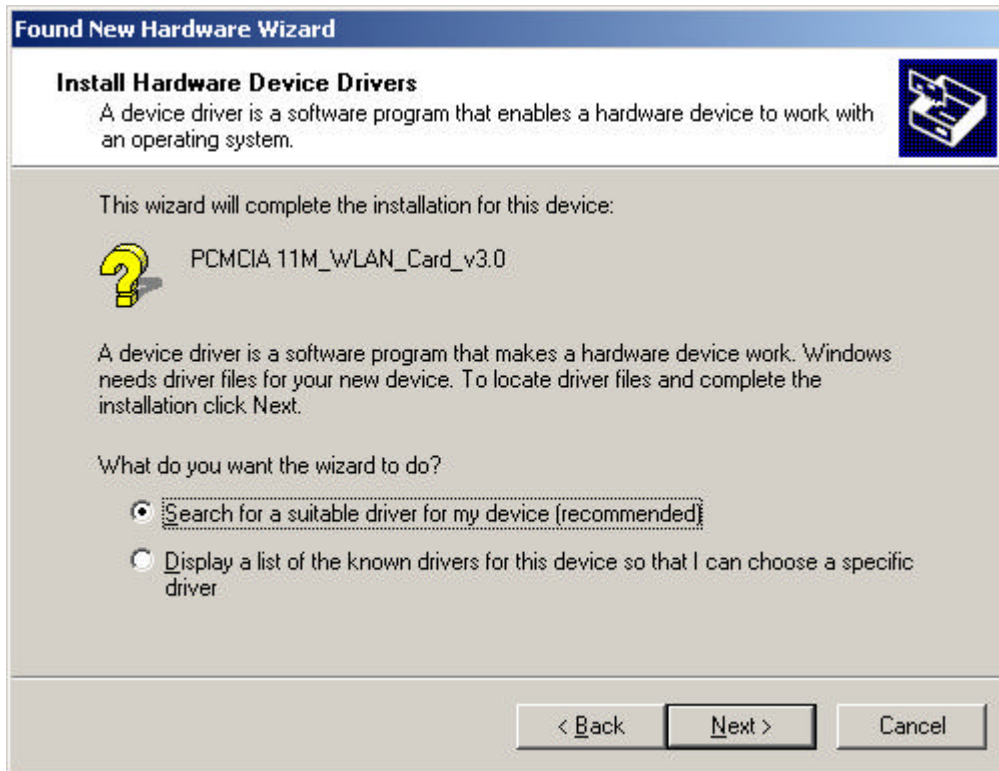 Found New Hardware Wizard
Install Hardware Device Drivers
A device driver is a software program that enables a hardware device to work with
an operating system.
This wizard will complete the installation for this device:
PCMCIA 11M_WLAN_Card_v3.0
A device driver is a software program that makes a hardware device work. Windows
needs driver files for your new device. To locate driver files and complete the
installation click Next.
What do you want the wizard to do?
Search for a suitable driver for my device (recommended)
Display a list of the known drivers for this device so that I can choose a specific
driver
< Back Next > Cancel